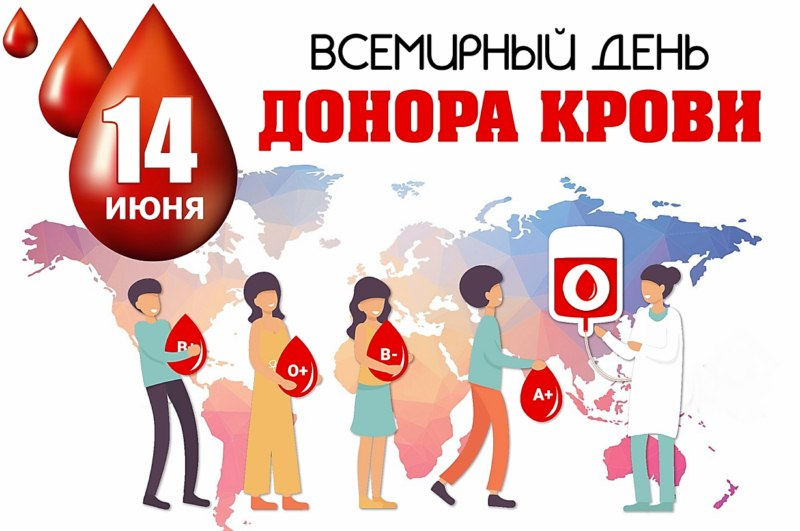 ВСЕМИРНЫЙ ДЕНЬ
ДОНОРА КРОВИ
14
ИЮНЯ
O
B+
O+
B-
A+